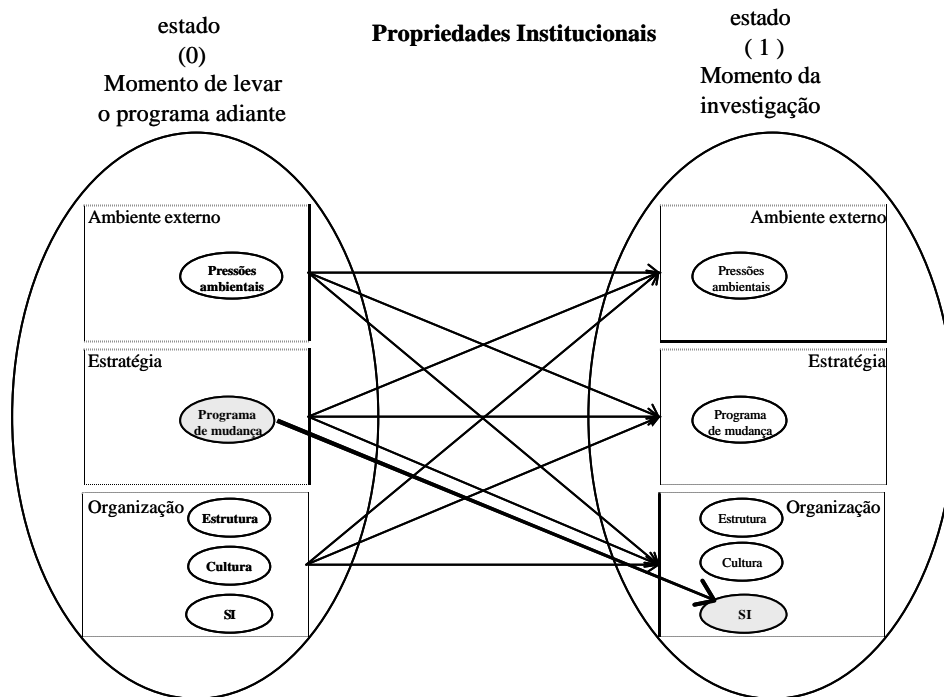 Propriedades Institucionais
estado
(0)
Momento de levar
o programa adiante
Ambiente externo
Pressões
ambientais
Estratégia
Programa
de mudança
Organização
Estrutura
Cultura
SI
estado
( 1 )
Momento da
investigação
Ambiente externo
Pressões
ambientais
Estratégia
Programa
de mudança
Organização
Estrutura
Cultura
SI